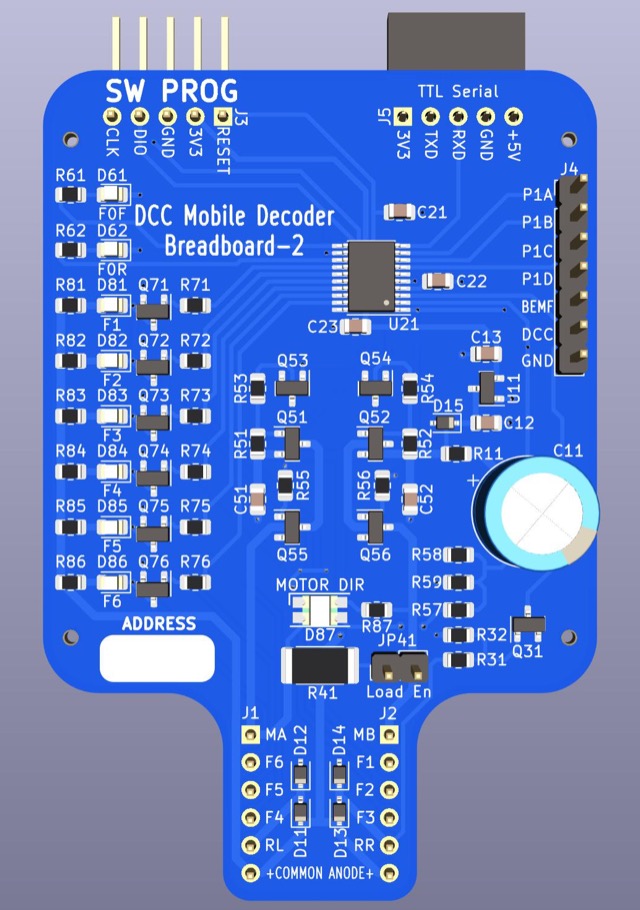 SW PROG
J3
CLK
DIO
GND
3V3
RESET
TTL Serial
J5
3V3
TXD
RXD
GND
+5V
J4
P1A
P1B
P1C
P1D
BEMF
DCC
GND
R61 D61
F0F
R62 D62
F0R
DCC Mobile Decoder
Breadboard-2
C21
C22
C23
U21
R81 D81 Q71 R71
F1
R82 D82 Q72 R72
F2
R83 D83 Q73 R73
F3
R84 D84 Q74 R74
F4
R85 D85 Q75 R75
F5
R86 D86 Q76 R76
F6
Q53 Q54
R53 R54
Q51 Q52
R51 R52
R55 R56
C51 C52
Q55 Q56
C13
U11
D15
C12
R11
C11
+
R58
R59
R57
R32
R31
Q31
MOTOR DIR
D87
R87
JP41
R41
Load En
ADDRESS
J1 J2
MA D12 D14 MB
F6 F1
F5 F2
F4 D11 D13 F3
RL RR
+COMMON ANODE+